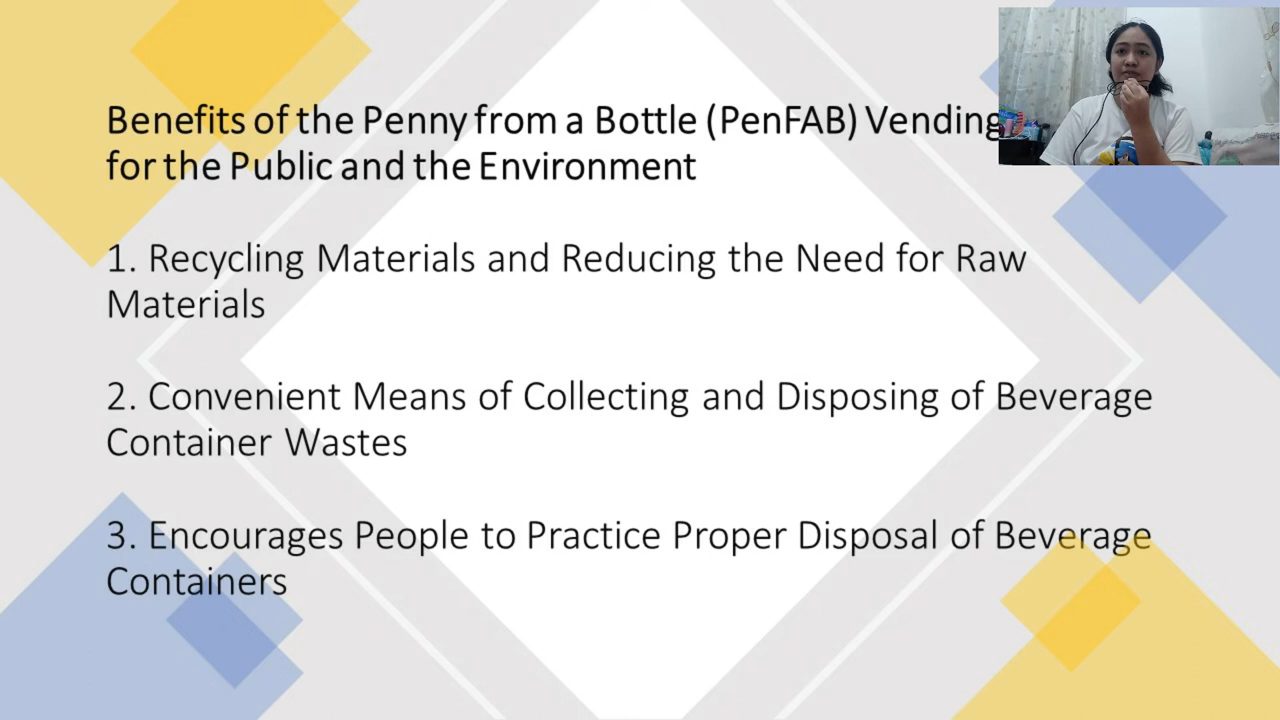 Benefits of the Penny from a Bottle (PenFAB) Vending
for the Public and the Environment
1. Recycling Materials and Reducing the Need for Raw
Materials
2. Convenient Means of Collecting and Disposing of Beverage
Container Wastes
3. Encourages People to Practice Proper Disposal of Beverage
Containers